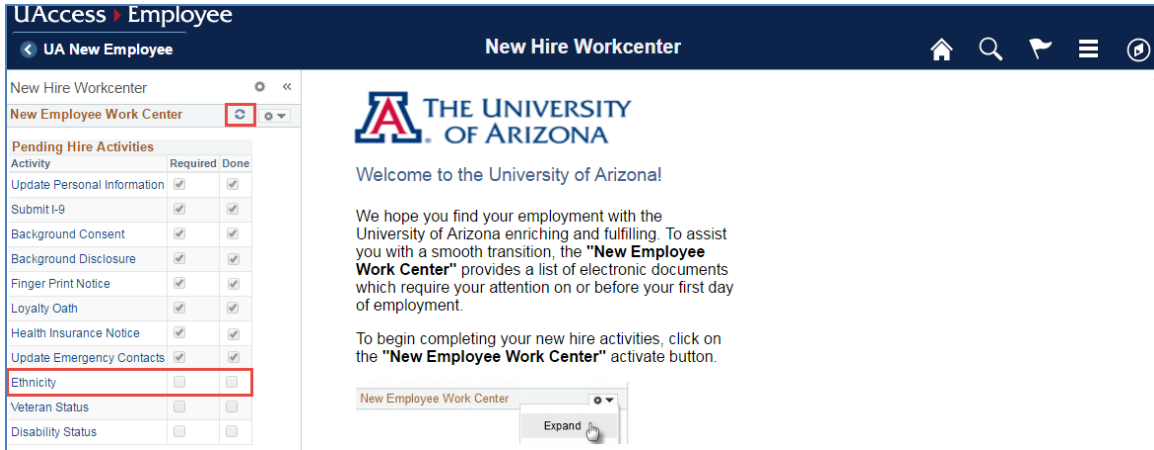 UAccess Employee
UA New Employee
New Hire Workcenter
New Hire Workcenter
New Employee Work Center
Pending Hire Activities
Activity Required Done
Update Personal Information
Submit I-9
Background Consent
Background Disclosure
Finger Print Notice
Loyalty Oath
Health Insurance Notice
Update Emergency Contacts
Ethnicity
Veteran Status
Disability Status
THE UNIVERSITY
OF ARIZONA
Welcome to the University of Arizona!
We hope you find your employment with the
University of Arizona enriching and fulfilling. To assist
you with a smooth transition, the "New Employee
Work Center" provides a list of electronic documents
which require your attention on or before your first day
of employment.
To begin completing your new hire activities, click on
the "New Employee Work Center" activate button.
New Employee Work Center
Expand